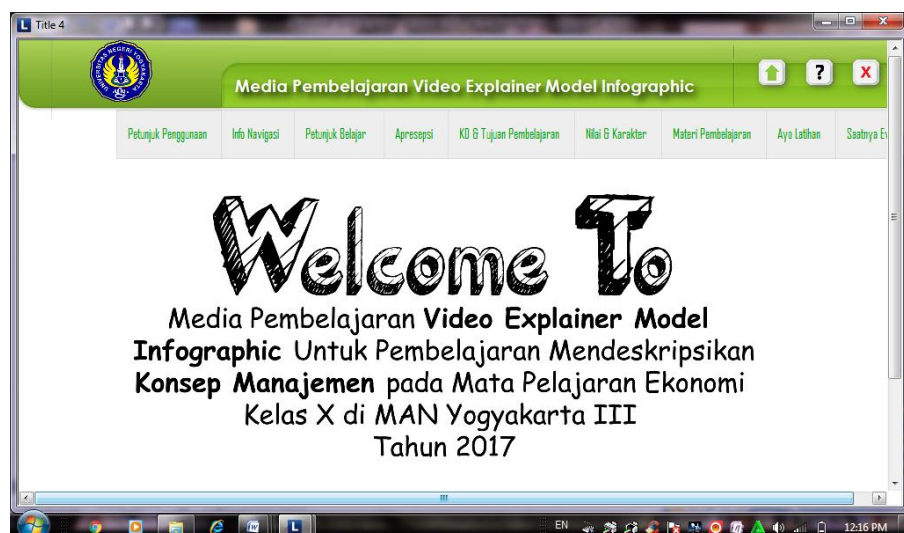 Title 4
Media Pembelajaran Video Explainer Model Infographic
?
X
Petunjuk Penggunaan Info Navigasi Petunjuk Belajar Apresepsi KD & Tujuan Pembelajaran Nilai & Karakter Materi Pembelajaran Ayo Latihan Saatnya Ev
Welcome To
Media Pembelajaran Video Explainer Model
Infographic Untuk Pembelajaran Mendeskripsikan
Konsep Manajemen pada Mata Pelajaran Ekonomi
Kelas X di MAN Yogyakarta III
Tahun 2017
EN 12:16 PM